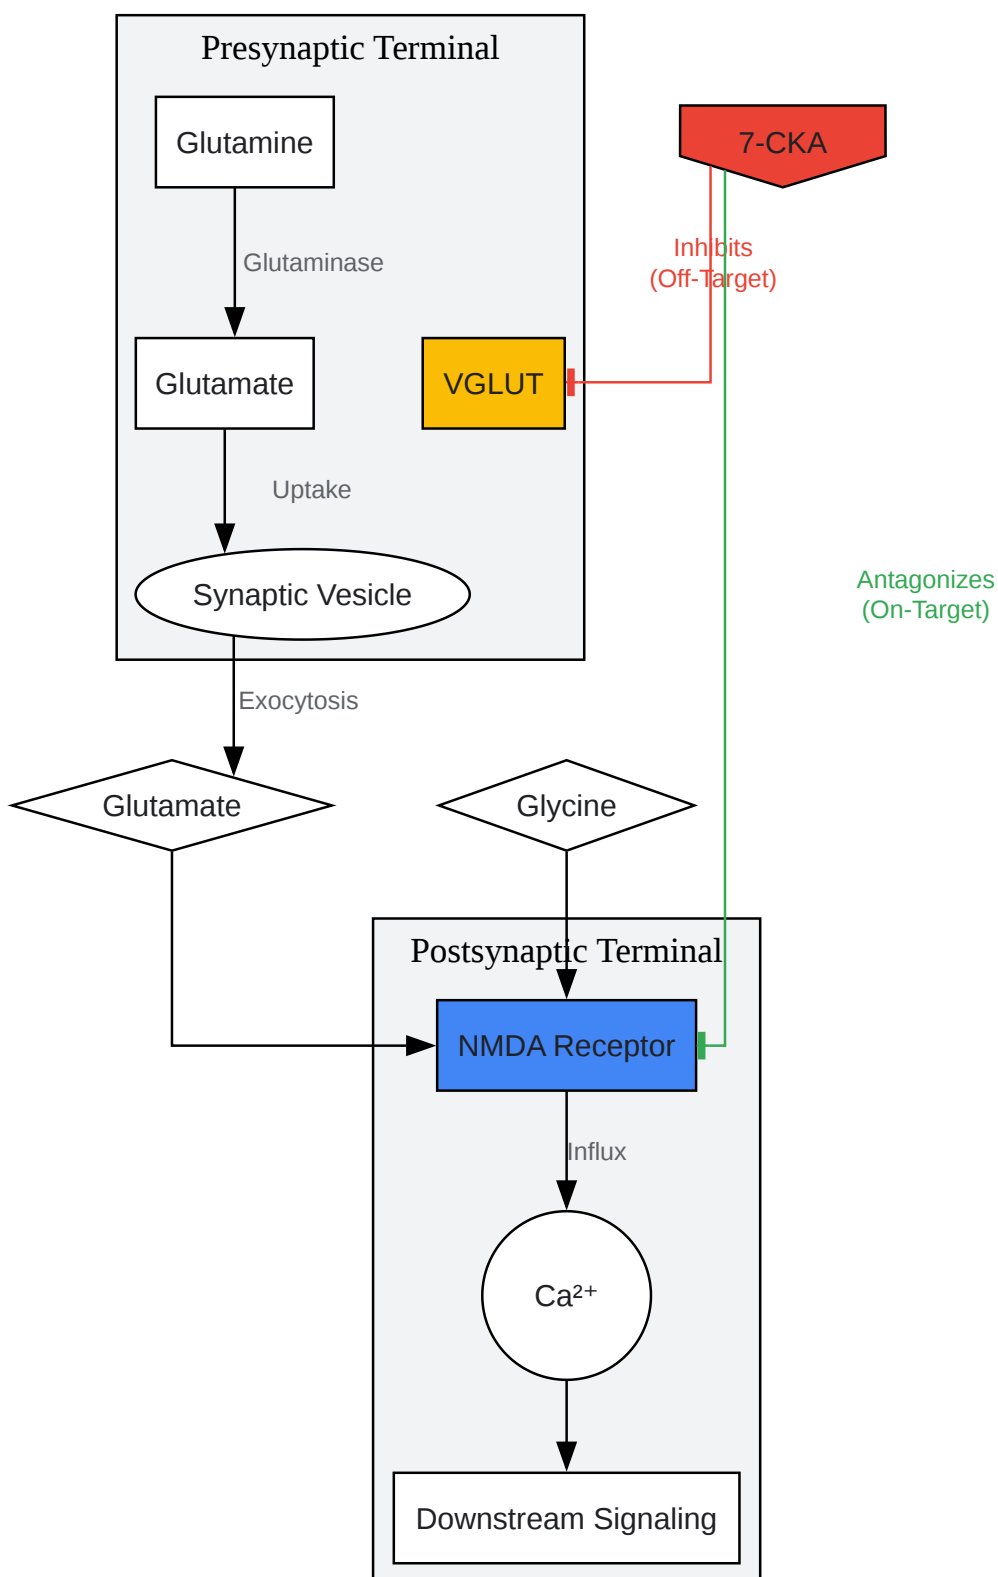 Presynaptic Terminal
Glutamine
7-CKA
Glutaminase
Inhibits
(Off-Target)
Glutamate
VGLUT
Uptake
Synaptic Vesicle
Antagonizes
(On-Target)
Exocytosis
Glutamate
Glycine
Postsynaptic Terminal
NMDA Receptor
Influx
Ca²⁺
Downstream Signaling